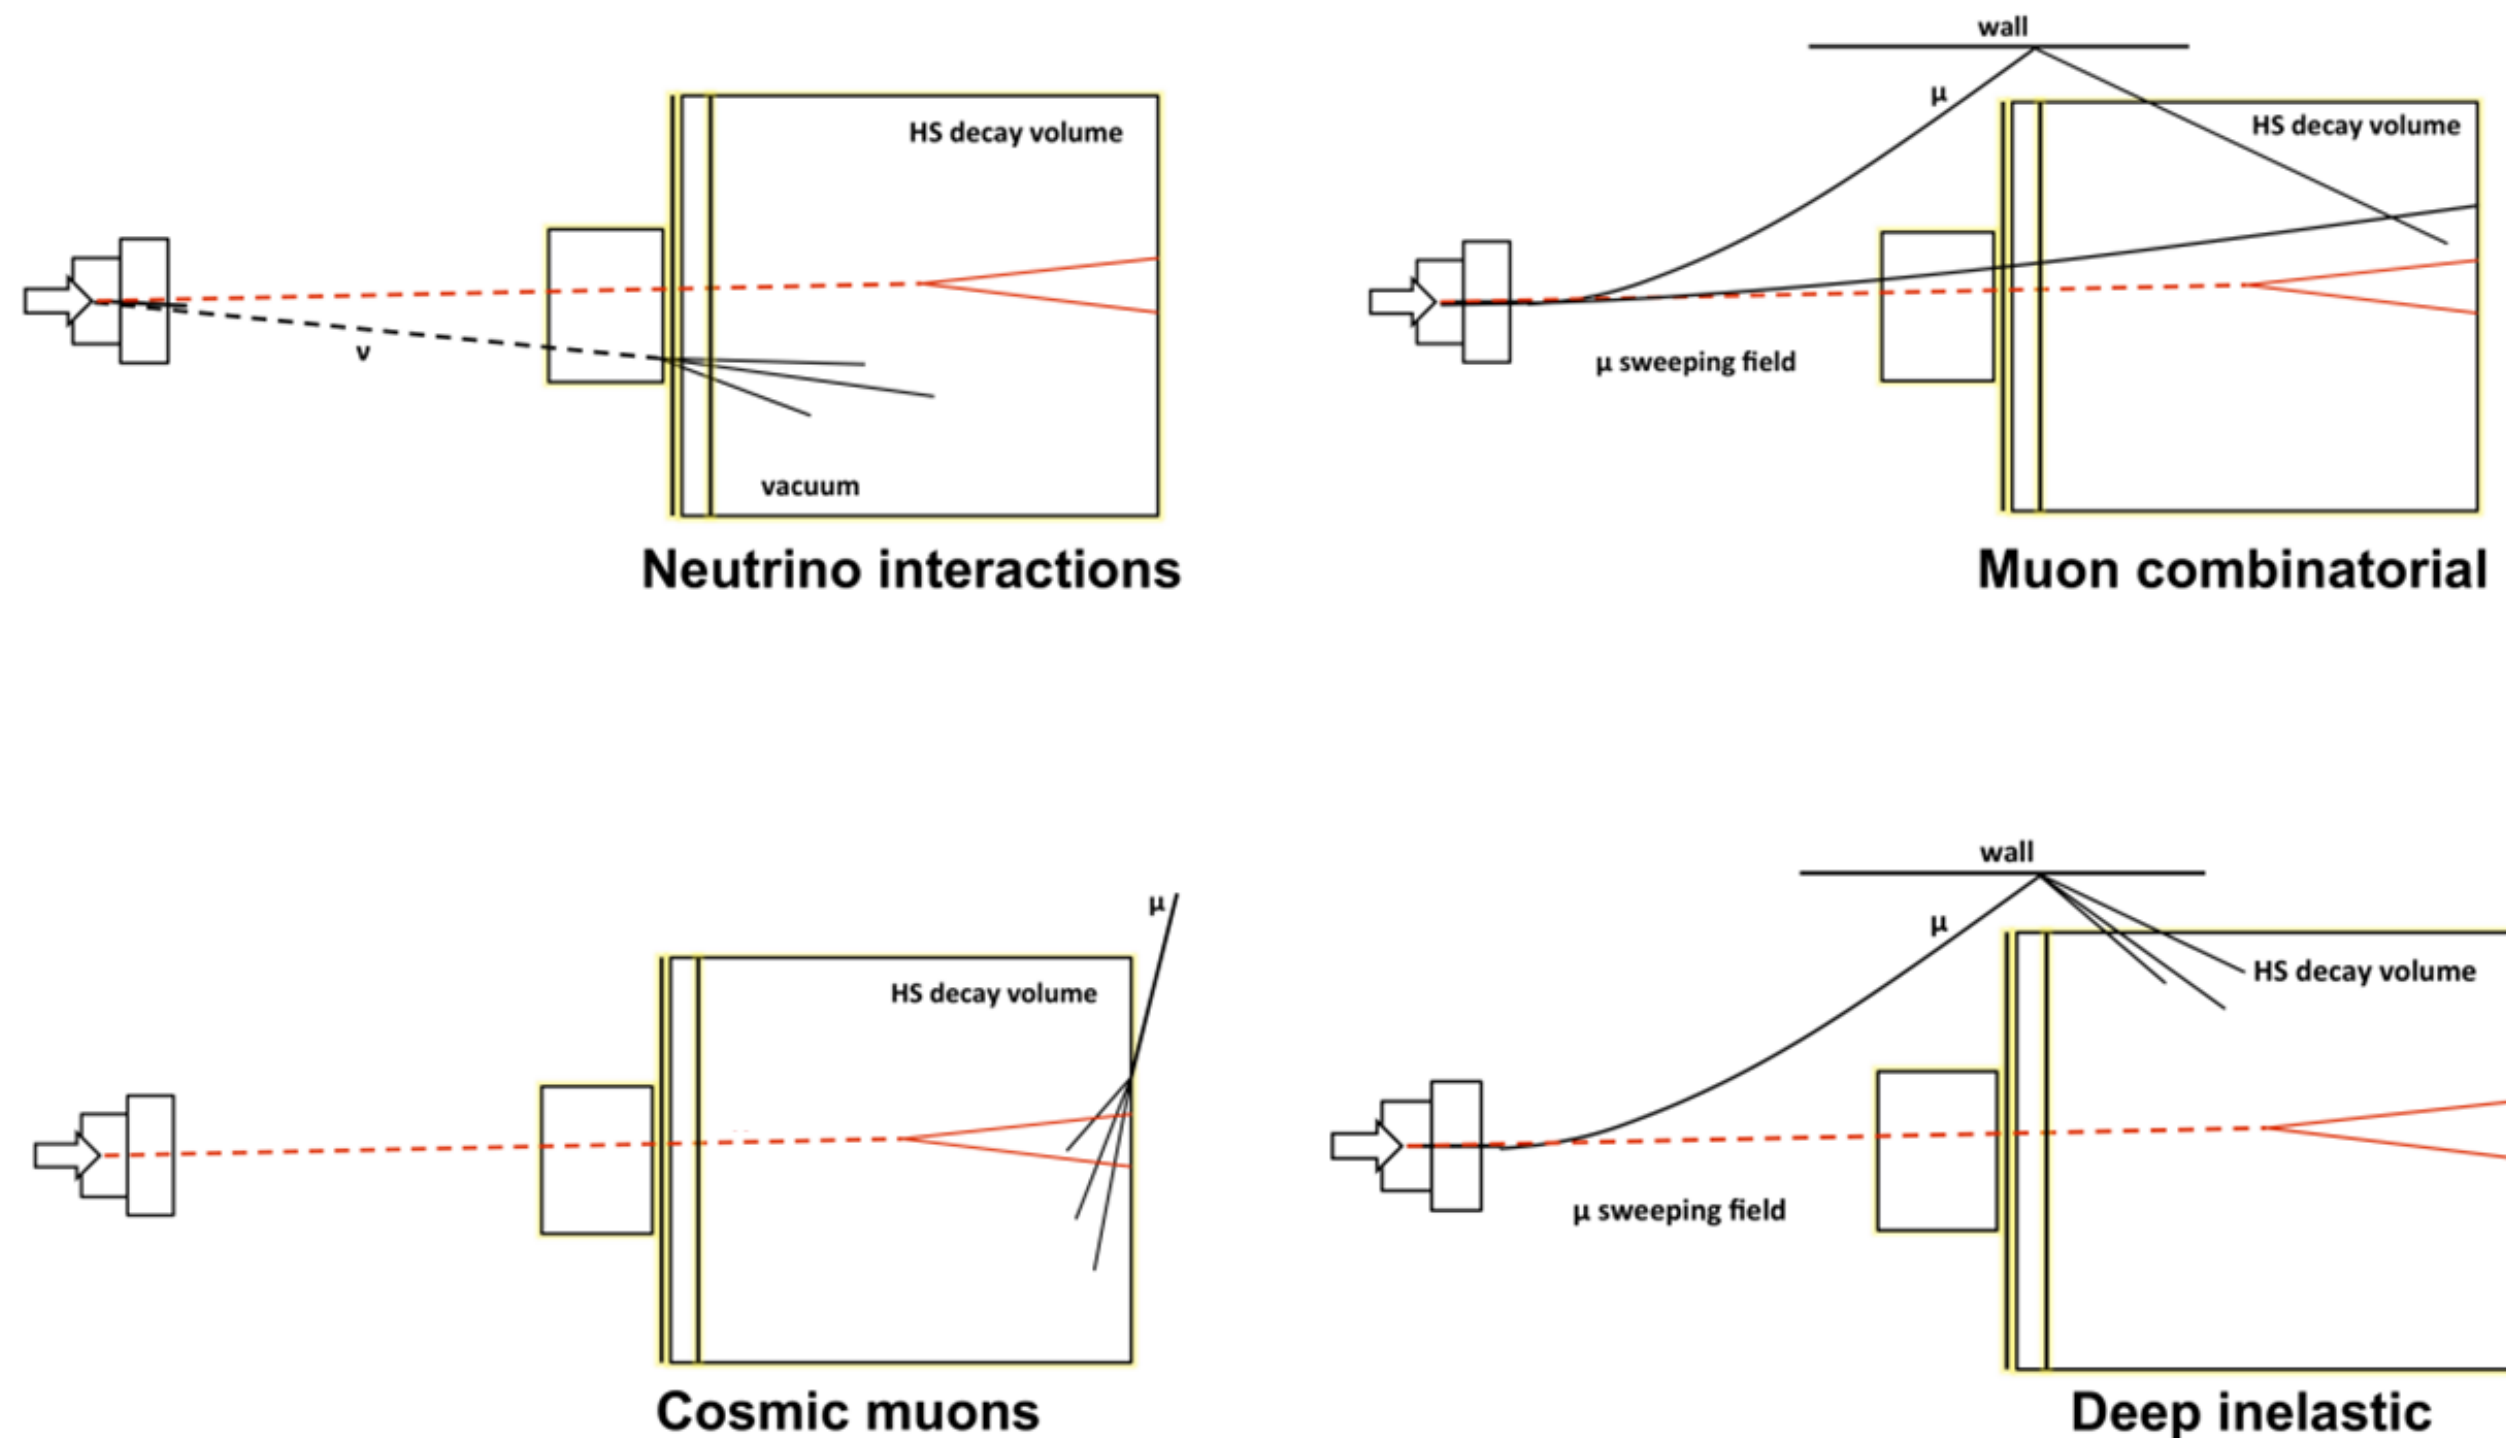 HS decay volume
ν
vacuum
Neutrino interactions
wall
μ
HS decay volume
μ sweeping field
Muon combinatorial
μ
HS decay volume
Cosmic muons
wall
μ
HS decay volume
μ sweeping field
Deep inelastic